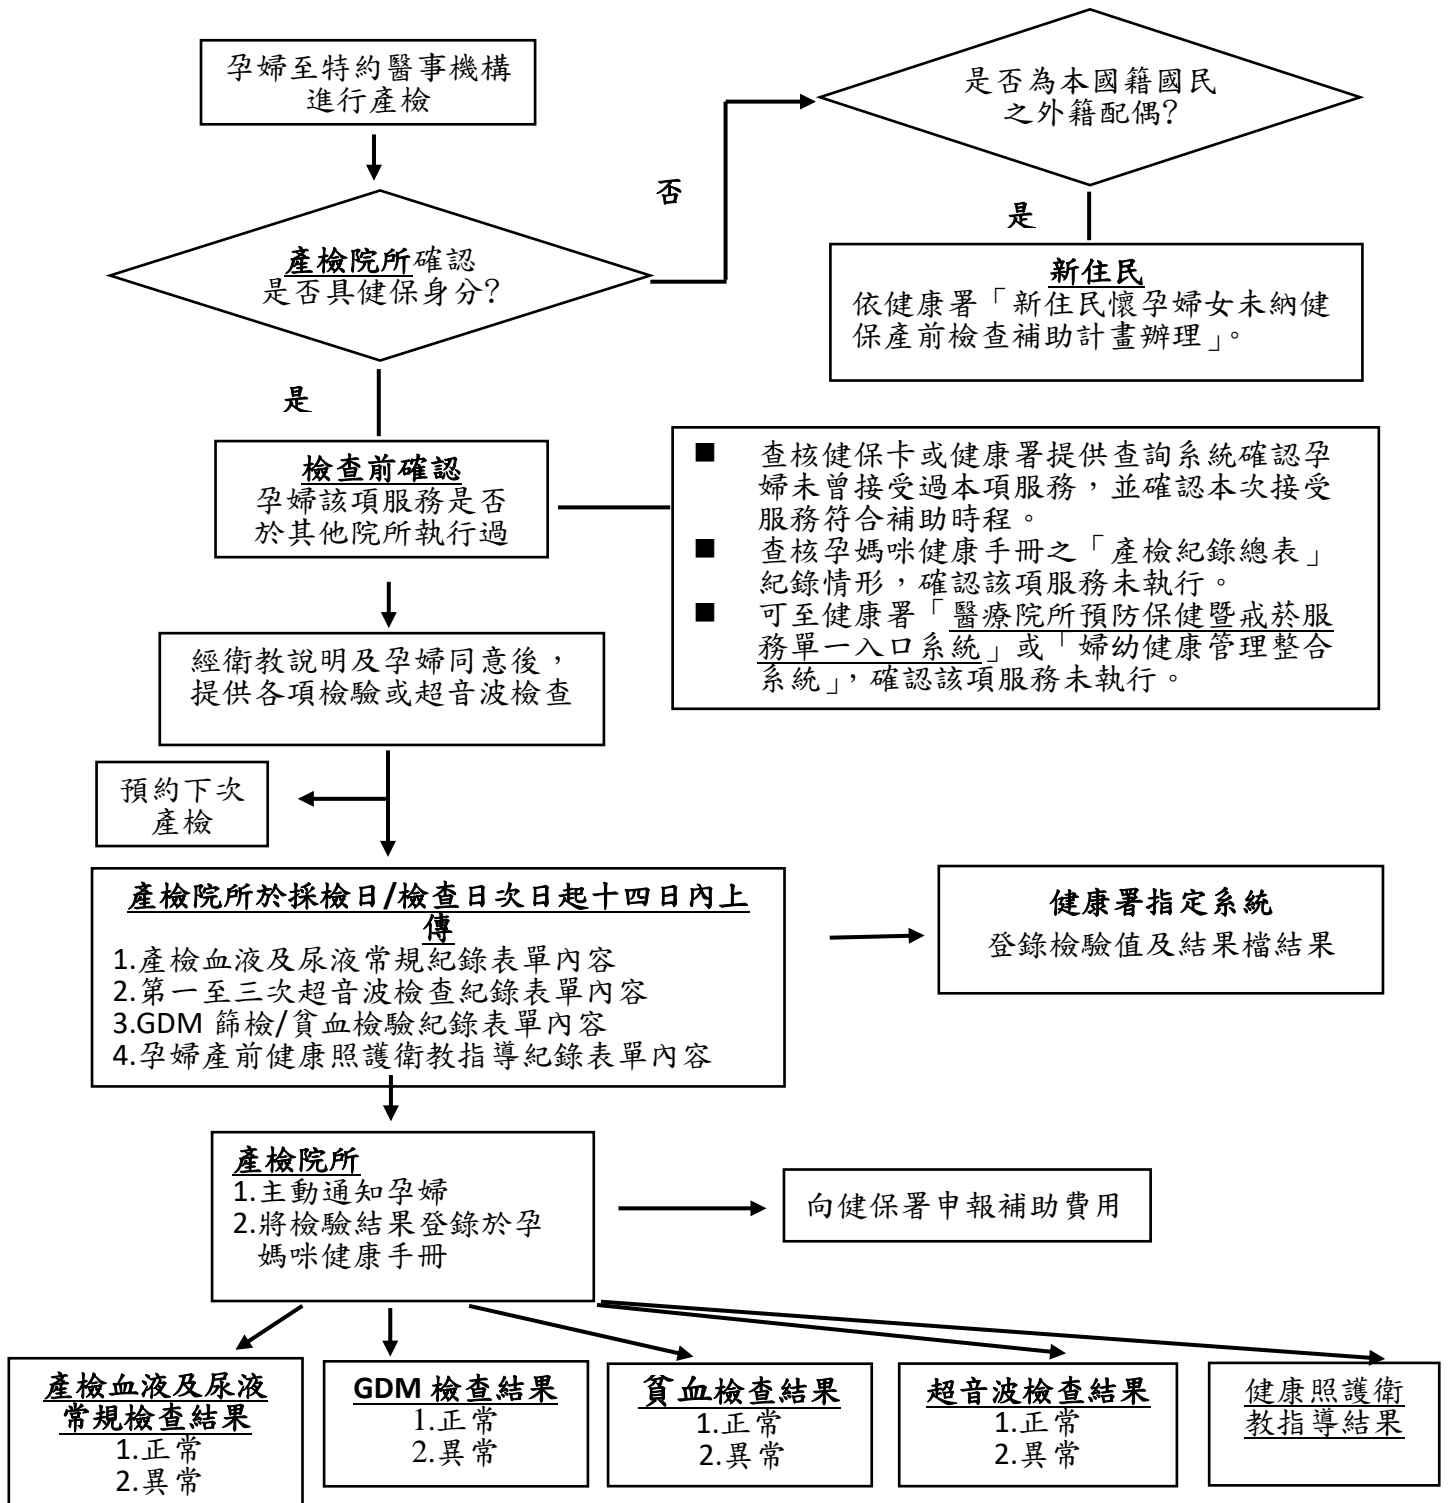 孕婦至特約醫事機構
進行產檢
是否為本國籍國民
之外籍配偶?
否
產檢院所確認
是否具健保身分?
是
新住民
依健康署「新住民懷孕婦女未納健
保產前檢查補助計畫辦理」。
是
檢查前確認
孕婦該項服務是否
於其他院所執行過
■ 查核健保卡或健康署提供查詢系統確認孕
婦未曾接受過本項服務，並確認本次接受
服務符合補助時程。
■ 查核孕媽咪健康手冊之「產檢紀錄總表」
紀錄情形，確認該項服務未執行。
■ 可至健康署「醫療院所預防保健暨戒菸服
務單一入口系統」或「婦幼健康管理整合
系統」，確認該項服務未執行。
經衛教說明及孕婦同意後，
提供各項檢驗或超音波檢查
預約下次
產檢
產檢院所於採檢日/檢查日次日起十四日內上
傳
1.產檢血液及尿液常規紀錄表單內容
2.第一至三次超音波檢查紀錄表單內容
3.GDM 篩檢/貧血檢驗紀錄表單內容
4.孕婦產前健康照護衛教指導紀錄表單內容
健康署指定系統
登錄檢驗值及結果檔結果
產檢院所
1.主動通知孕婦
2.將檢驗結果登錄於孕
媽咪健康手冊
向健保署申報補助費用
產檢血液及尿液
常規檢查結果
1.正常
2.異常
GDM 檢查結果
1.正常
2.異常
貧血檢查結果
1.正常
2.異常
超音波檢查結果
1.正常
2.異常
健康照護衛
教指導結果